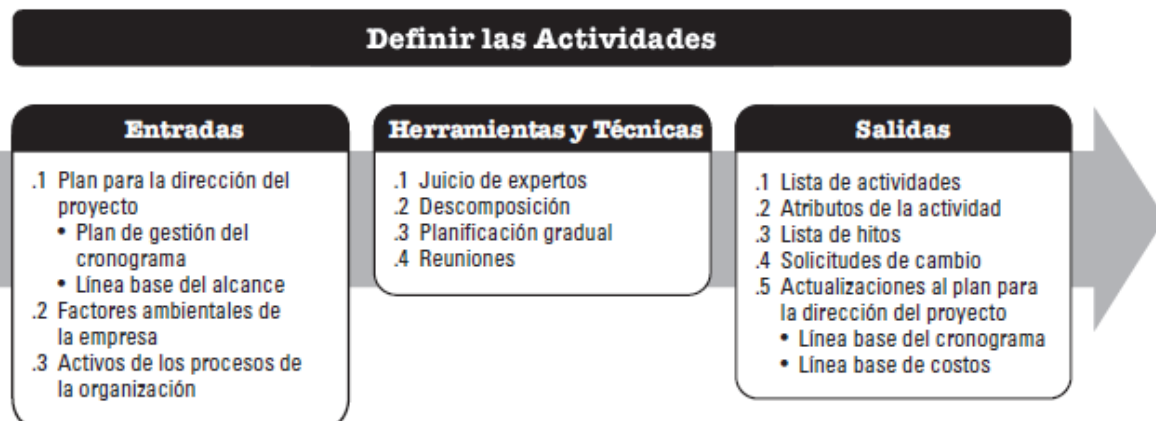 Definir las Actividades
Entradas
.1 Plan para la dirección del
proyecto
• Plan de gestión del
cronograma
• Línea base del alcance
.2 Factores ambientales de
la empresa
.3 Activos de los procesos de
la organización
Herramientas y Técnicas
.1 Juicio de expertos
.2 Descomposición
.3 Planificación gradual
.4 Reuniones
Salidas
.1 Lista de actividades
.2 Atributos de la actividad
.3 Lista de hitos
.4 Solicitudes de cambio
.5 Actualizaciones al plan para
la dirección del proyecto
• Línea base del cronograma
• Línea base de costos